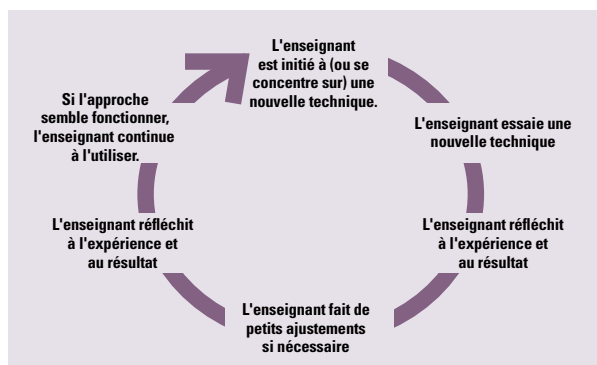 L'enseignant
est initié à (ou se
concentre sur) une
nouvelle technique.
L'enseignant essaie une
nouvelle technique
L'enseignant réfléchit
à l'expérience et
au résultat
L'enseignant fait de
petits ajustements
si nécessaire
L'enseignant réfléchit
à l'expérience et
au résultat
Si l'approche
semble fonctionner,
l'enseignant continue
à l'utiliser.